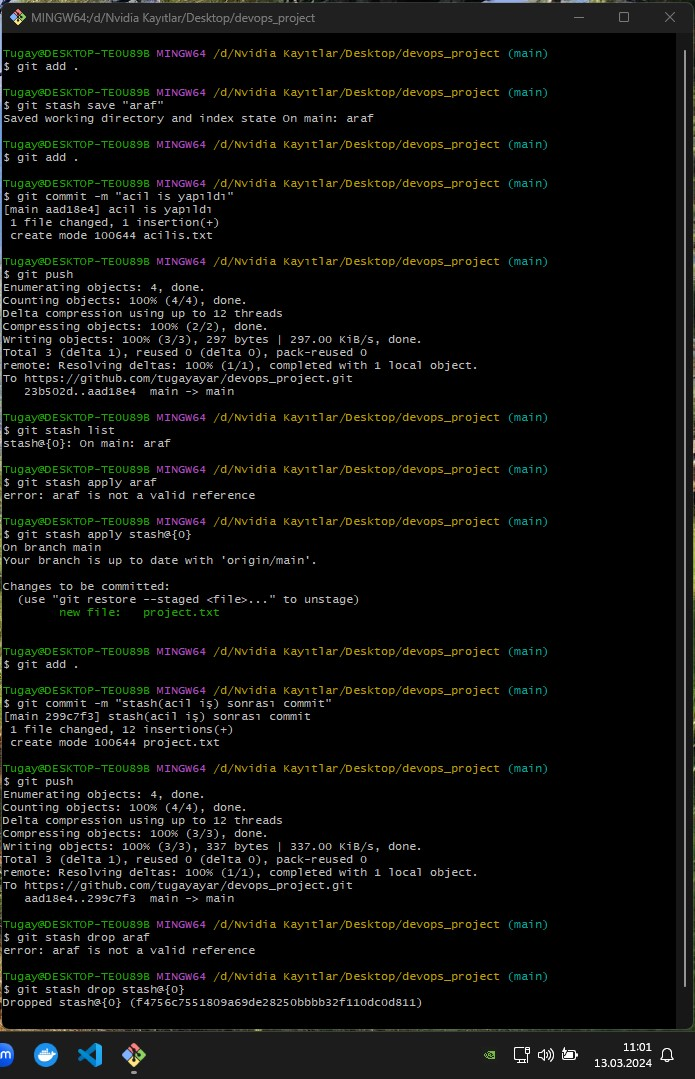 MINGW64:/d/Nvidia Kayıtlar/Desktop/devops_project
Tugay@DESKTOP-TEOU89B MINGW64 /d/Nvidia Kayıtlar/Desktop/devops_project (main)
$ git add .
Tugay@DESKTOP-TEOU89B MINGW64 /d/Nvidia Kayıtlar/Desktop/devops_project (main)
$ git stash save "araf"
Saved working directory and index state On main: araf
Tugay@DESKTOP-TEOU89B MINGW64 /d/Nvidia Kayıtlar/Desktop/devops_project (main)
$ git add .
Tugay@DESKTOP-TEOU89B MINGW64 /d/Nvidia Kayıtlar/Desktop/devops_project (main)
$ git commit -m "acil is yapıldı"
[main aad18e4] acil is yapıldı
 1 file changed, 1 insertion(+)
 create mode 100644 acilis.txt
Tugay@DESKTOP-TEOU89B MINGW64 /d/Nvidia Kayıtlar/Desktop/devops_project (main)
$ git push
Enumerating objects: 4, done.
Counting objects: 100% (4/4), done.
Delta compression using up to 12 threads
Compressing objects: 100% (2/2), done.
Writing objects: 100% (3/3), 297 bytes | 297.00 KiB/s, done.
Total 3 (delta 1), reused 0 (delta 0), pack-reused 0
remote: Resolving deltas: 100% (1/1), completed with 1 local object.
To https://github.com/tugayayar/devops_project.git
   23b502d..aad18e4  main -> main
Tugay@DESKTOP-TEOU89B MINGW64 /d/Nvidia Kayıtlar/Desktop/devops_project (main)
$ git stash list
stash@{0}: On main: araf
Tugay@DESKTOP-TEOU89B MINGW64 /d/Nvidia Kayıtlar/Desktop/devops_project (main)
$ git stash apply araf
error: araf is not a valid reference
Tugay@DESKTOP-TEOU89B MINGW64 /d/Nvidia Kayıtlar/Desktop/devops_project (main)
$ git stash apply stash@{0}
On branch main
Your branch is up to date with 'origin/main'.
Changes to be committed:
  (use "git restore --staged <file>..." to unstage)
        new file:   project.txt
Tugay@DESKTOP-TEOU89B MINGW64 /d/Nvidia Kayıtlar/Desktop/devops_project (main)
$ git add .
Tugay@DESKTOP-TEOU89B MINGW64 /d/Nvidia Kayıtlar/Desktop/devops_project (main)
$ git commit -m "stash(acil iş) sonrası commit"
[main 299c7f3] stash(acil iş) sonrası commit
 1 file changed, 12 insertions(+)
 create mode 100644 project.txt
Tugay@DESKTOP-TEOU89B MINGW64 /d/Nvidia Kayıtlar/Desktop/devops_project (main)
$ git push
Enumerating objects: 4, done.
Counting objects: 100% (4/4), done.
Delta compression using up to 12 threads
Compressing objects: 100% (3/3), done.
Writing objects: 100% (3/3), 337 bytes | 337.00 KiB/s, done.
Total 3 (delta 1), reused 0 (delta 0), pack-reused 0
remote: Resolving deltas: 100% (1/1), completed with 1 local object.
To https://github.com/tugayayar/devops_project.git
   aad18e4..299c7f3  main -> main
Tugay@DESKTOP-TEOU89B MINGW64 /d/Nvidia Kayıtlar/Desktop/devops_project (main)
$ git stash drop araf
error: araf is not a valid reference
Tugay@DESKTOP-TEOU89B MINGW64 /d/Nvidia Kayıtlar/Desktop/devops_project (main)
$ git stash drop stash@{0}
Dropped stash@{0} (f4756c7551809a69de28250bbbb32f110dc0d811)
m
11:01
13.03.2024